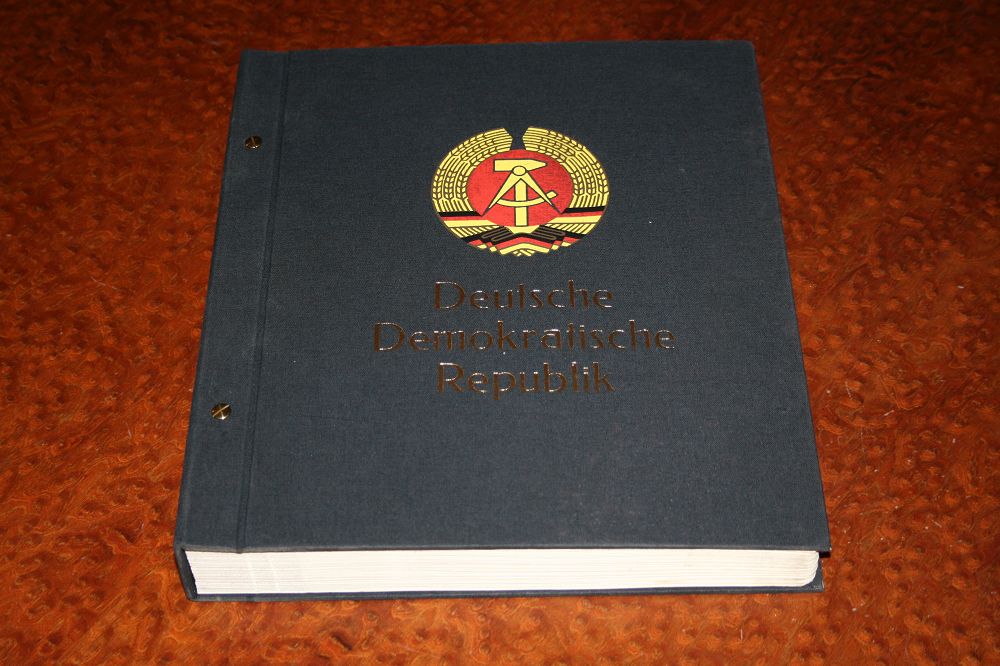 Deutsche
Demokratische
Republik